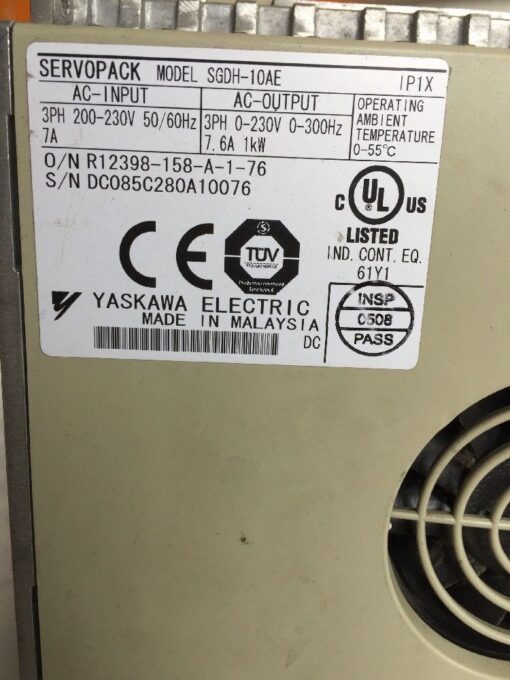 SERVOPACK MODEL SGDH-10AE IP1X
AC-INPUT
3PH 200-230V 50/60Hz
7A
AC-OUTPUT
3PH 0-230V 0-300Hz
7.6A 1kW
OPERATING
AMBIENT
TEMPERATURE
0-55℃
O/N R12398-158-A-1-76
S/N DC085C280A10076
C UL ® US
LISTED
IND. CONT. EQ.
61Y1
CE
S
TÜV
YASKAWA ELECTRIC
MADE IN MALAYSIA
DC
INSP
0508
PASS